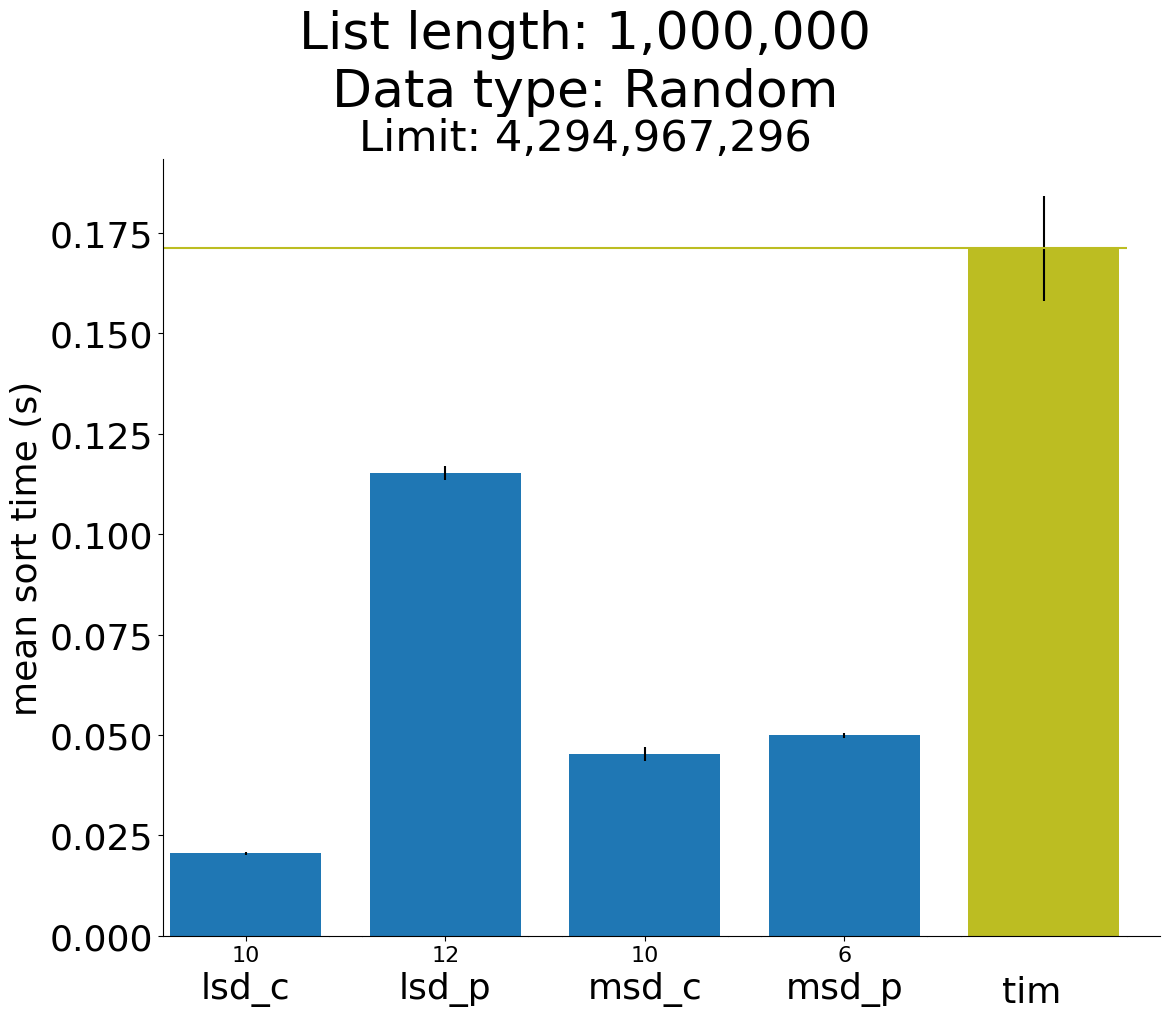 List length: 1,000,000
Data type: Random
Limit: 4,294,967,296
mean sort time (s)
0.175
0.150
0.125
0.100
0.075
0.050
0.025
0.000
10 12 10 6
lsd_c lsd_p msd_c msd_p tim